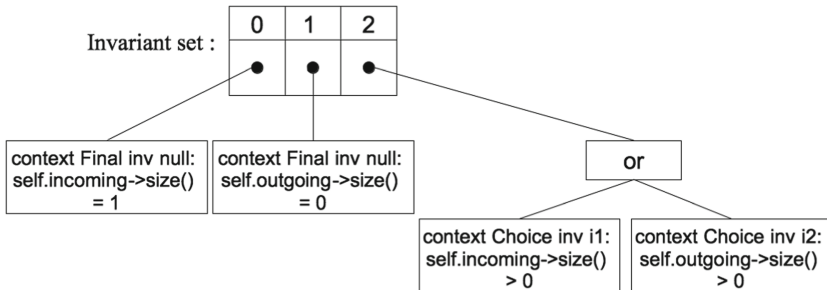 0 1 2
Invariant set :
context Final inv null:
self.incoming->size()
= 1
context Final inv null:
self.outgoing->size()
= 0
or
context Choice inv i1:
self.incoming->size()
> 0
context Choice inv i2:
self.outgoing->size()
> 0